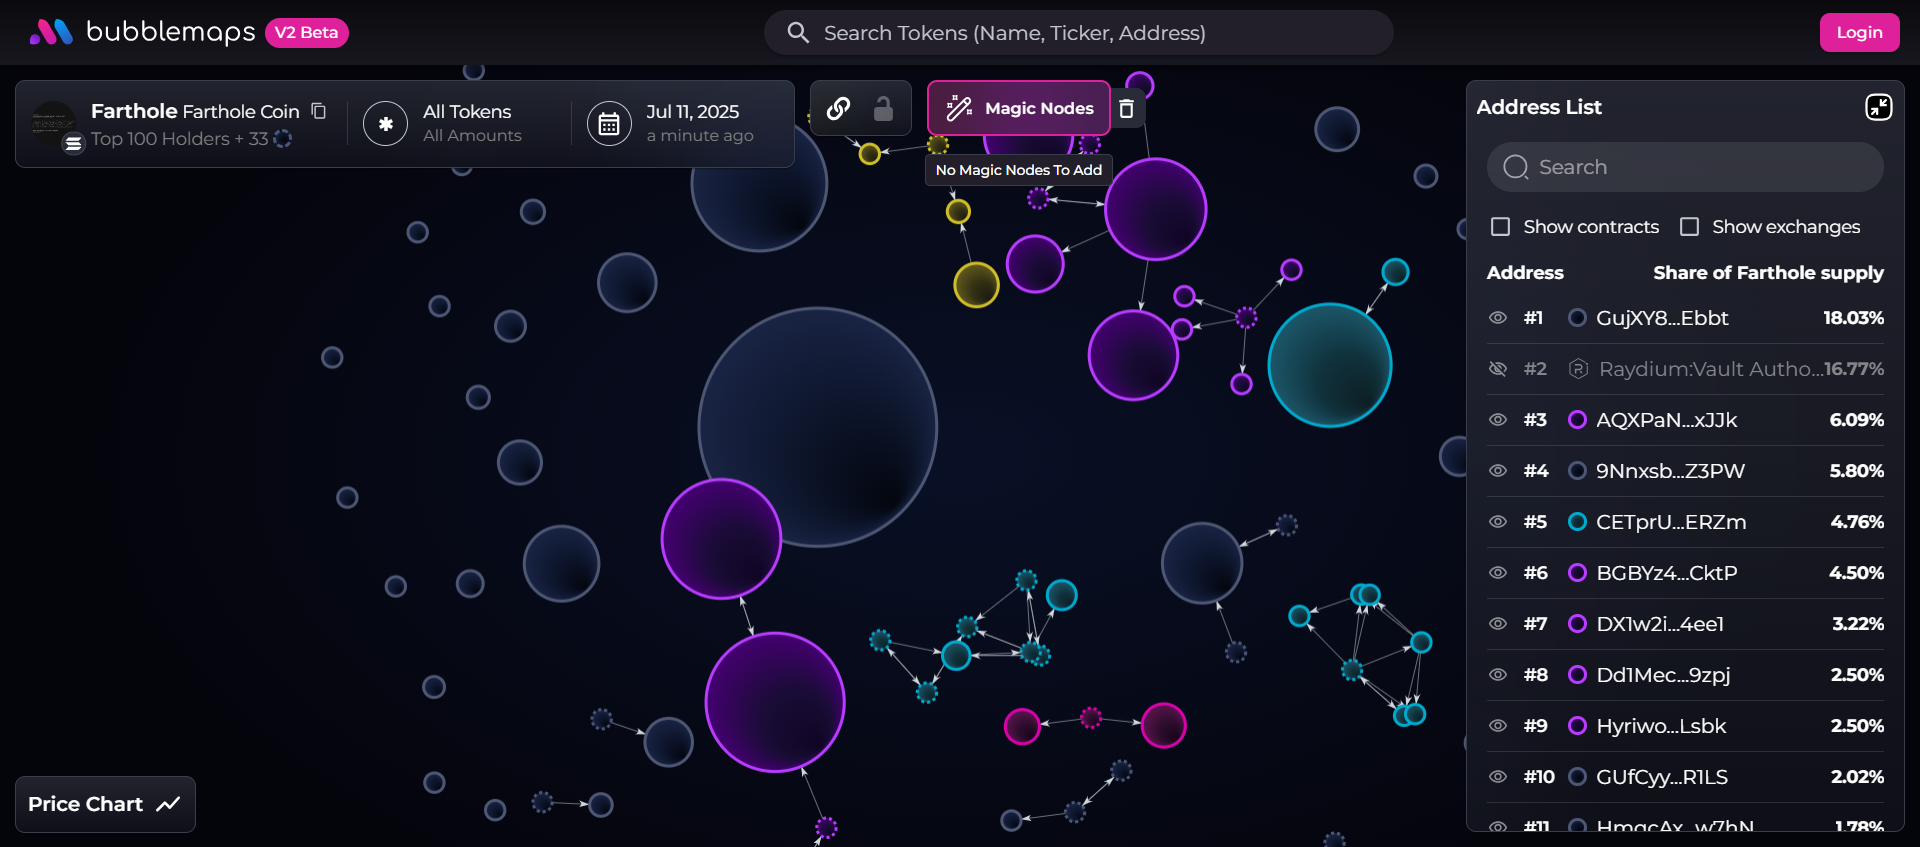 bubblemaps V2 Beta
Search Tokens (Name, Ticker, Address)
Login
Farthole Farthole Coin
Top 100 Holders + 33
All Tokens
All Amounts
Jul 11, 2025
a minute ago
Magic Nodes
No Magic Nodes To Add
Address List
Search
Show contracts Show exchanges
Address Share of Farthole supply
#1 GujXY8...Ebbt 18.03%
#2 Raydium:Vault Autho... 16.77%
#3 AQXPaN...xJJk 6.09%
#4 9Nnxsb...Z3PW 5.80%
#5 CETprU...ERZm 4.76%
#6 BGBYz4...CktP 4.50%
#7 DX1w2i...4ee1 3.22%
#8 Dd1Mec...9zpj 2.50%
#9 Hyriwo...Lsbk 2.50%
#10 GUfCyy...R1LS 2.02%
#11 1.78%
Price Chart